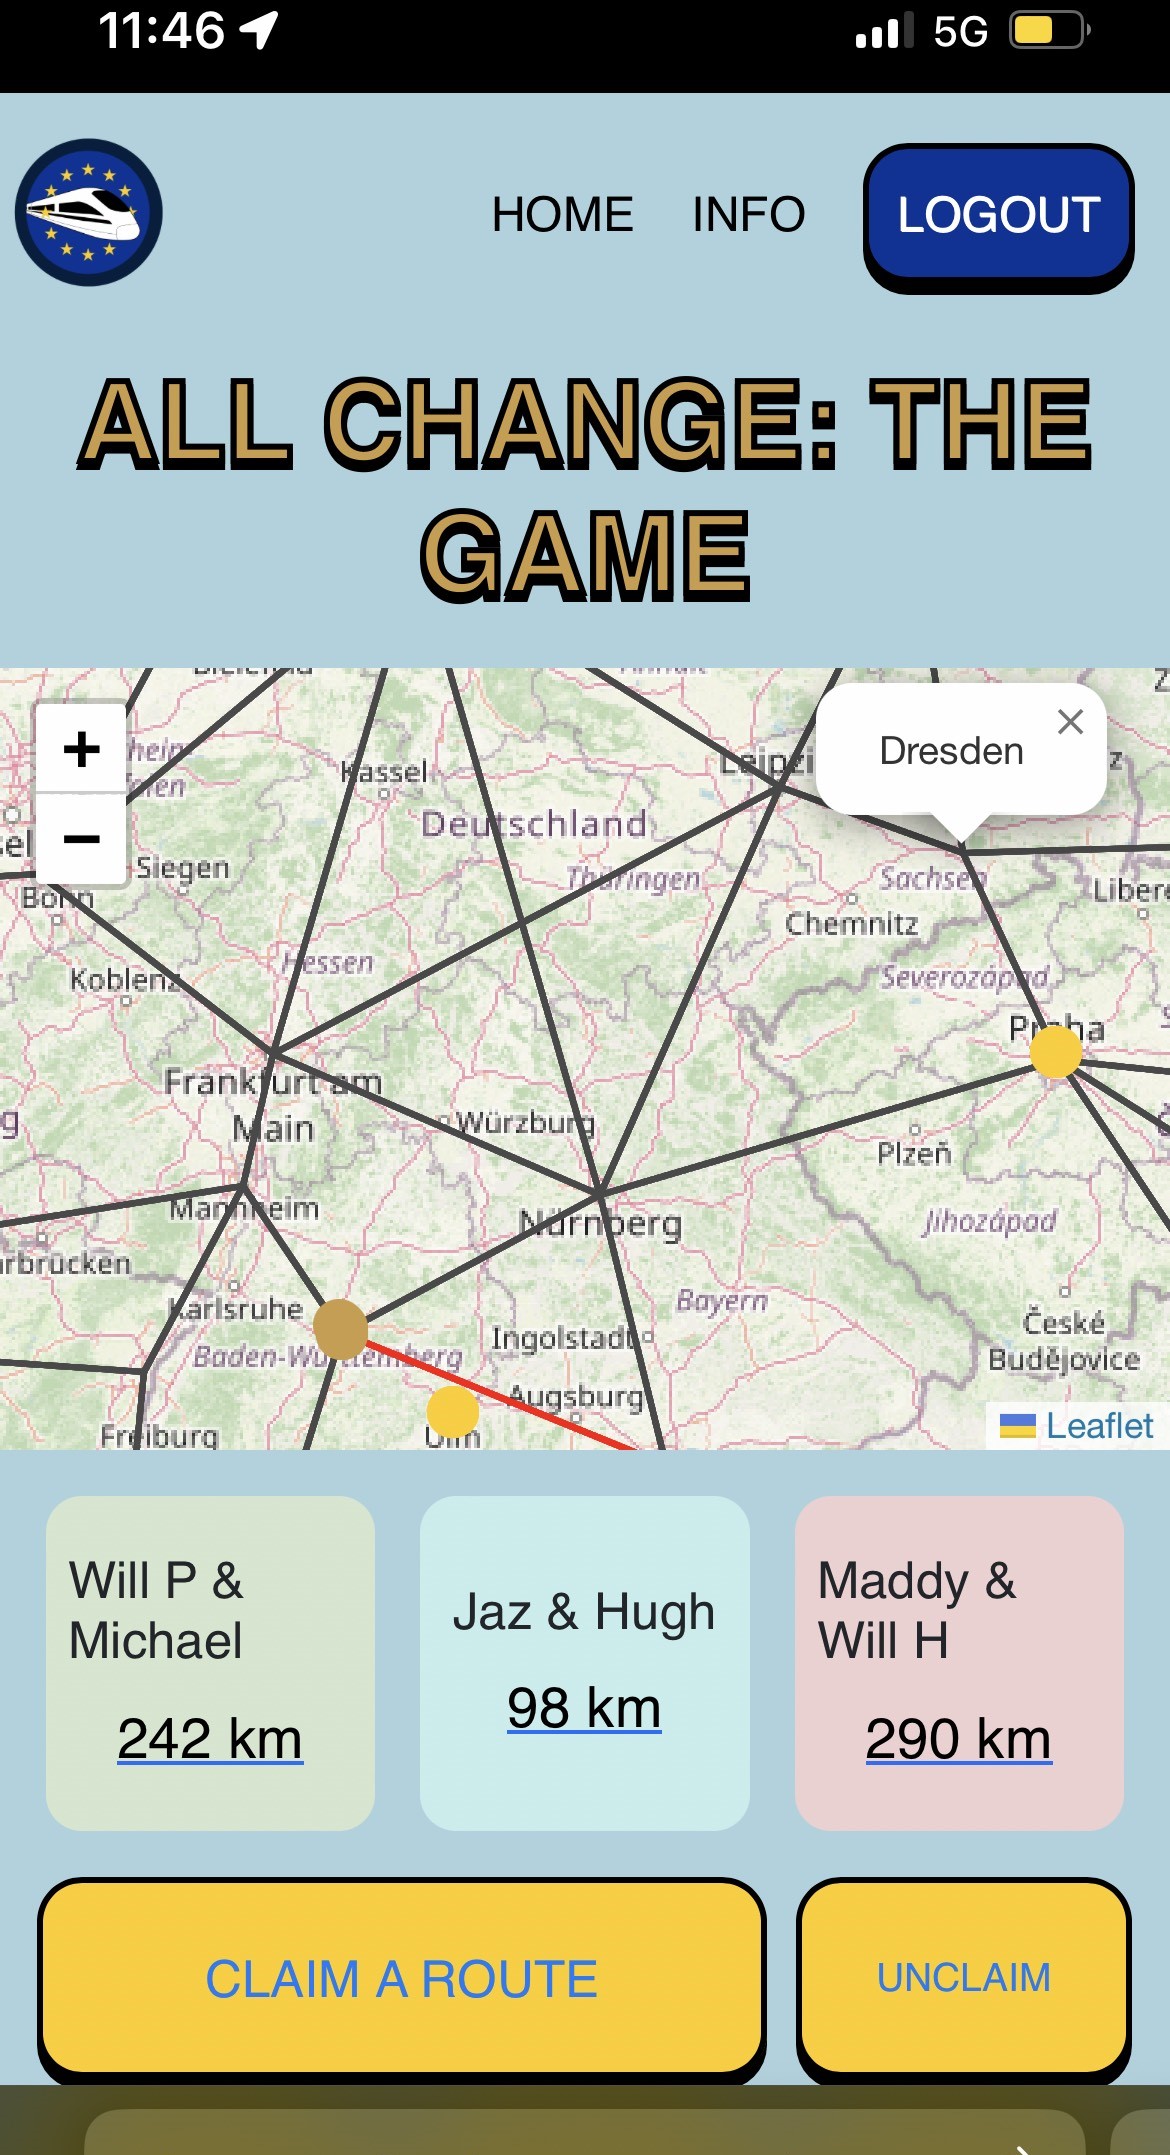 11:46
5G
HOME
INFO
LOGOUT
ALL CHANGE: THE
GAME
+
−
Kassel
Deutschland
Siegen
Bonn
Koblenz
Hessen
Thüringen
Leipzi
Dresden
×
Sachsen
Chemnitz
Severozápad
Praha
Frankfurt am
Main
Würzburg
Plzeň
Mannheim
Nürnberg
Jihozápad
Karlsruhe
Bayern
Ingolstadt
České
Budějovice
Baden-Württemberg
Augsburg
Freiburg
Ulm
Leaflet
Will P &
Michael
242 km
Jaz & Hugh
98 km
Maddy &
Will H
290 km
CLAIM A ROUTE
UNCLAIM